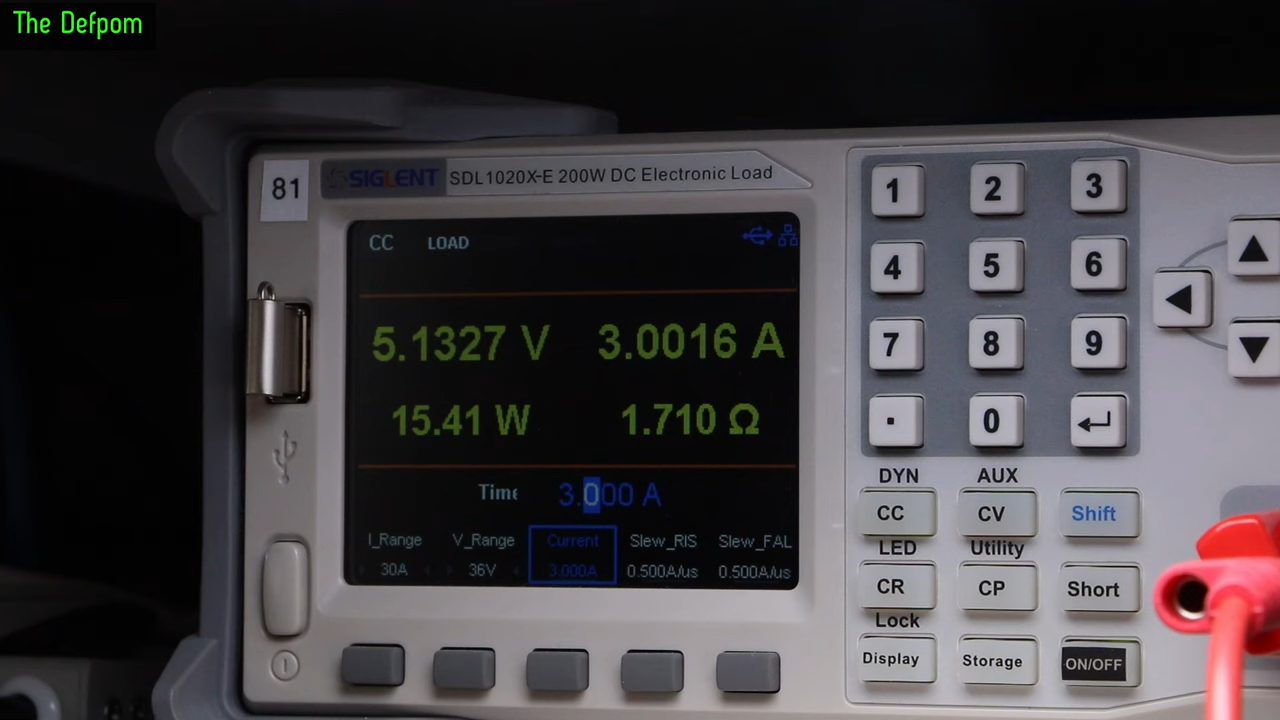 The Defpom
81
SIGLENT SDL1020X-E 200W DC Electronic Load
CC LOAD
5.1327 V 3.0016 A
15.41 W 1.710 Ω
Time 3.000 A
I_Range V_Range Current Slew_RIS Slew_FAL
30A 36V 3.000A 0.500A/us 0.500A/us
1 2 3
4 5 6
7 8 9
. 0
DYN AUX
CC CV Shift
LED Utility
CR CP Short
Lock
Display Storage ON/OFF